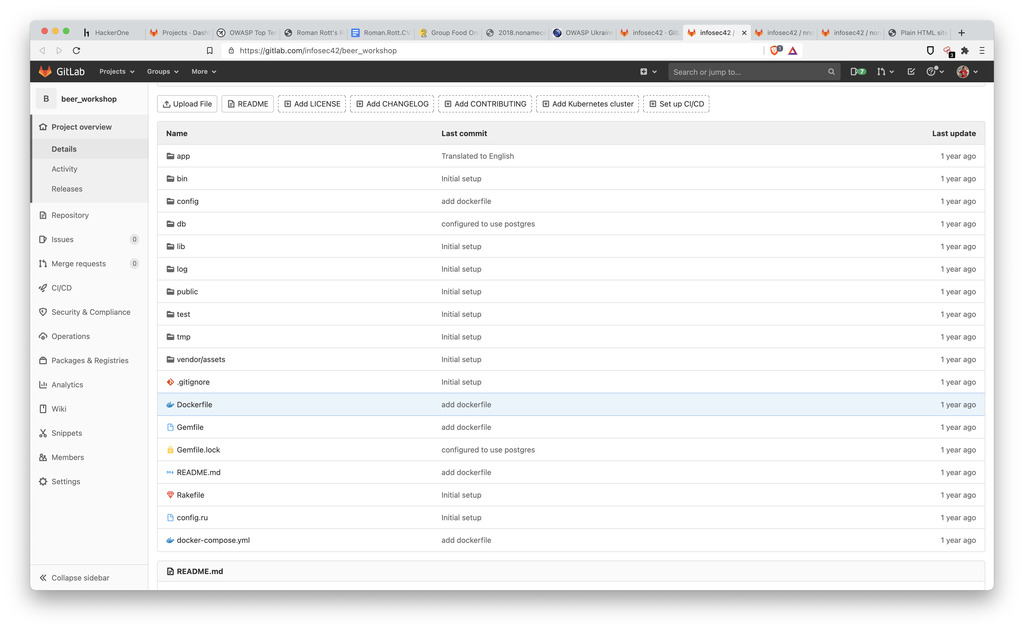 HackerOne Projects · Dash OWASP Top Te Roman Rott's R Roman.Rott.CV Group Food Or 2018.nonamec OWASP Ukrain infosec42 · Git infosec42 / infosec42 / nn infosec42 / non Plain HTML site
https://gitlab.com/infosec42/beer_workshop
GitLab Projects Groups More Search or jump to... 7
B beer_workshop
Upload File README Add LICENSE Add CHANGELOG Add CONTRIBUTING Add Kubernetes cluster Set up CI/CD
Project overview
Details
Activity
Releases
Repository
Issues 0
Merge requests 0
CI/CD
Security & Compliance
Operations
Packages & Registries
Analytics
Wiki
Snippets
Members
Settings
Collapse sidebar
Name Last commit Last update
app Translated to English 1 year ago
bin Initial setup 1 year ago
config add dockerfile 1 year ago
db configured to use postgres 1 year ago
lib Initial setup 1 year ago
log Initial setup 1 year ago
public Initial setup 1 year ago
test Initial setup 1 year ago
tmp Initial setup 1 year ago
vendor/assets Initial setup 1 year ago
.gitignore Initial setup 1 year ago
Dockerfile add dockerfile 1 year ago
Gemfile add dockerfile 1 year ago
Gemfile.lock configured to use postgres 1 year ago
README.md add dockerfile 1 year ago
Rakefile Initial setup 1 year ago
config.ru Initial setup 1 year ago
docker-compose.yml add dockerfile 1 year ago
README.md